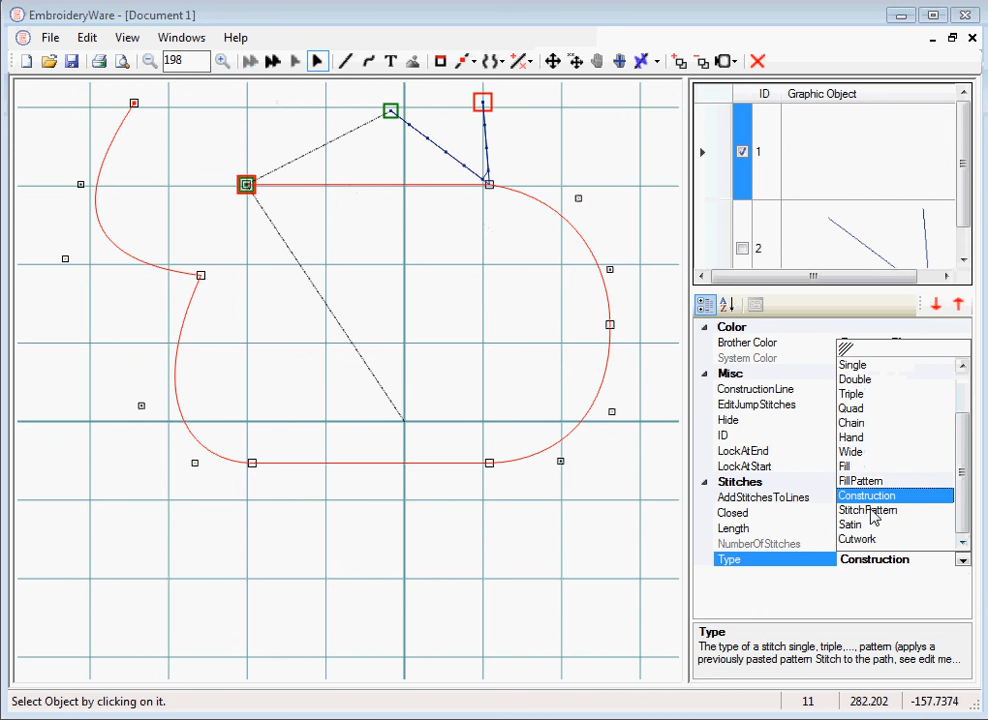 EmbroideryWare - [Document 1]
File Edit View Windows Help
198
T
ID Graphic Object
1
2
A
Z
Color
Brother Color
System Color
Misc
ConstructionLine
EditJumpStitches
Hide
ID
LockAtEnd
LockAtStart
Stitches
AddStitchesToLines
Closed
Length
NumberOfStitches
Type Construction
Single
Double
Triple
Quad
Chain
Hand
Wide
Fill
FillPattern
Construction
StitchPattern
Satin
Cutwork
Type
The type of a stitch single, triple,..., pattern (applys a
previously pasted pattern Stitch to the path, see edit me...
Select Object by clicking on it. 11 282.202 -157.7374